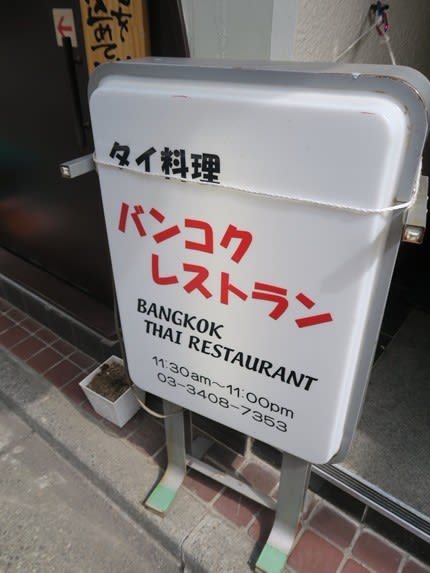 タイ料理
バンコク
レストラン
BANGKOK
THAI RESTAURANT
11:30am～11:00pm
03-3408-7353